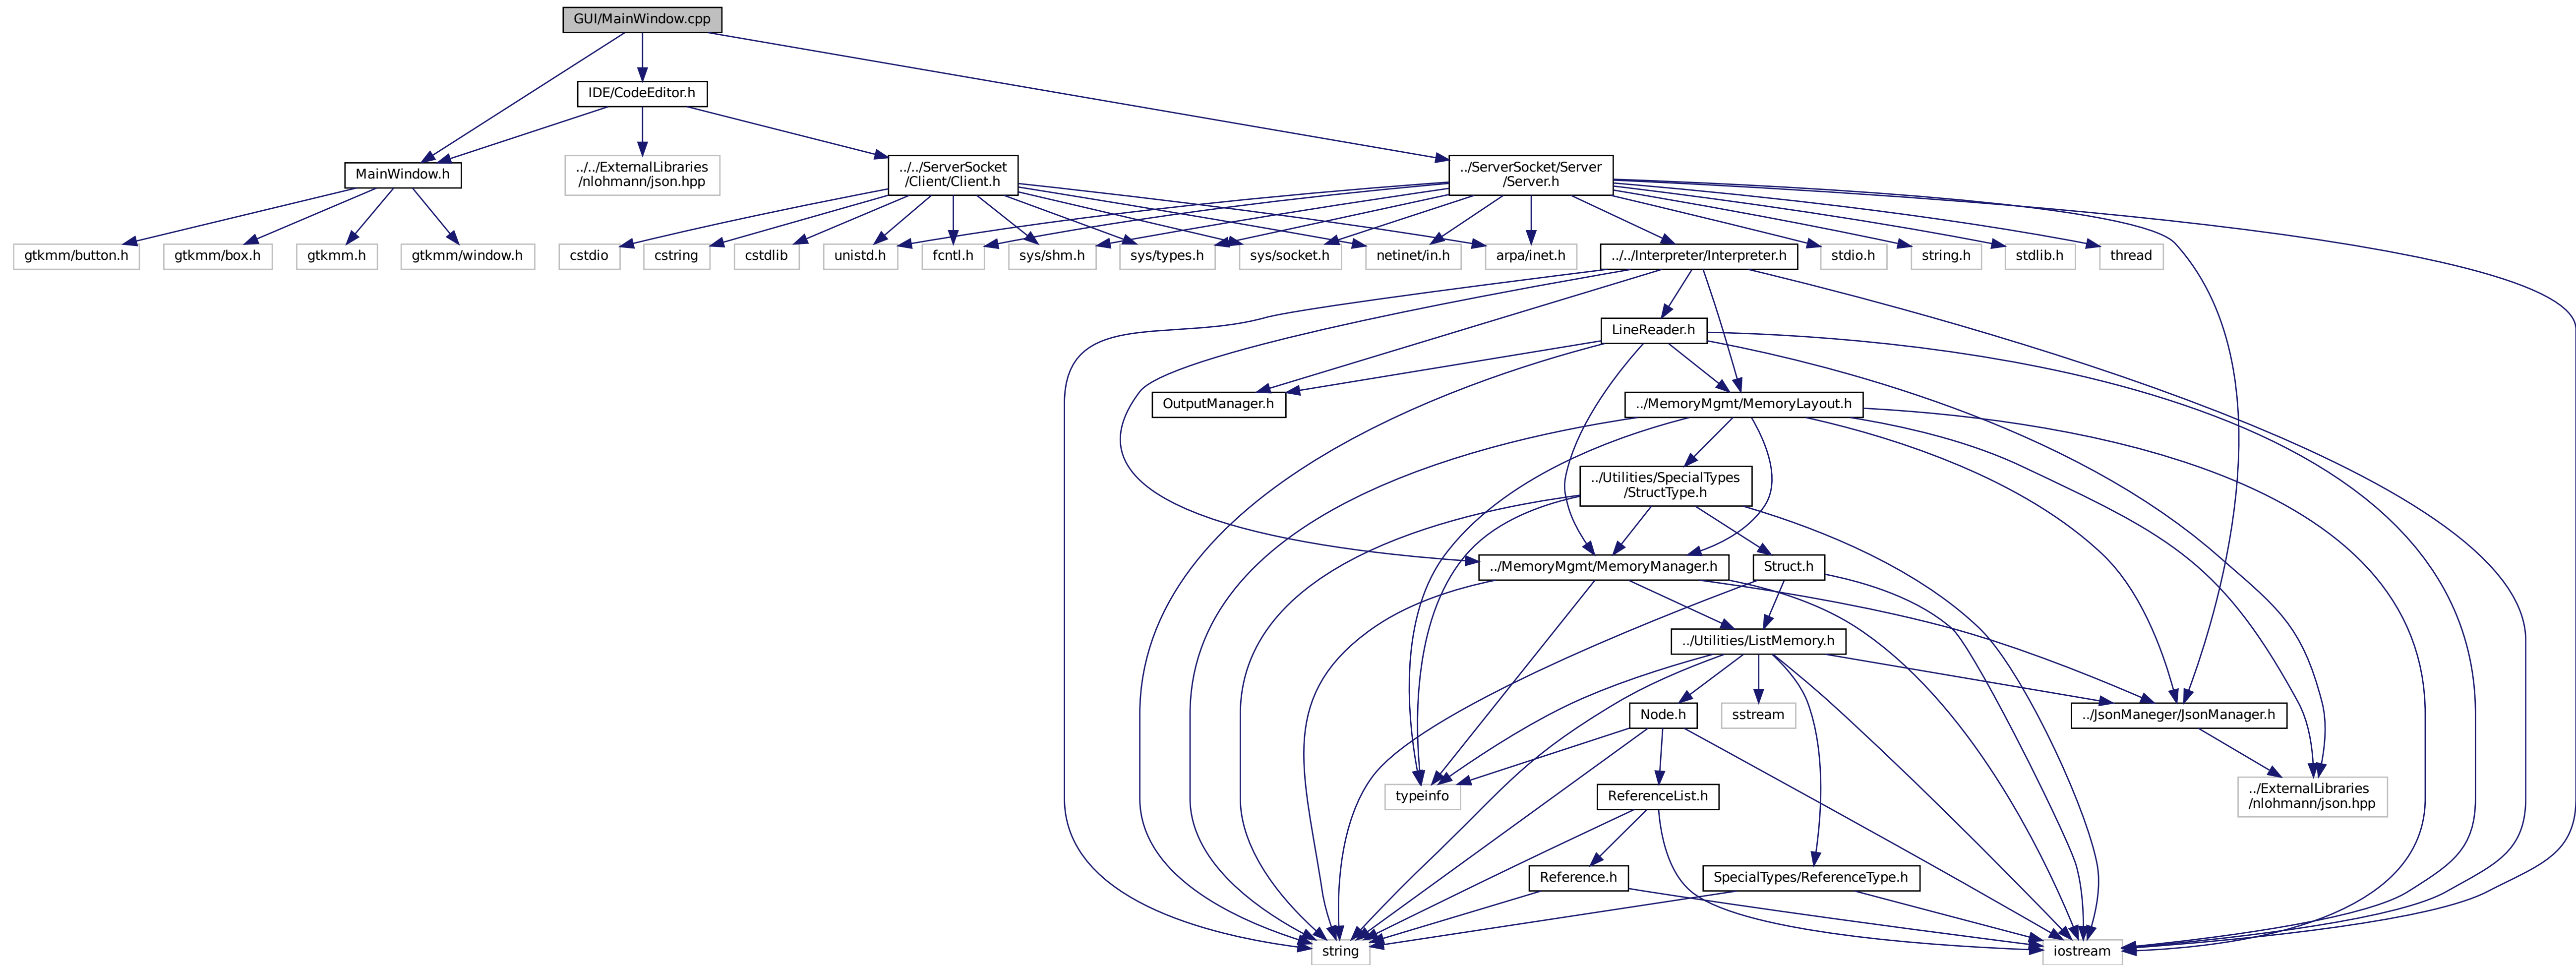 GUI/MainWindow.cpp
IDE/CodeEditor.h
MainWindow.h
../../ExternalLibraries
/nlohmann/json.hpp
../../ServerSocket
/Client/Client.h
../ServerSocket/Server
/Server.h
gtkmm/button.h
gtkmm/box.h
gtkmm.h
gtkmm/window.h
cstdio
cstring
cstdlib
unistd.h
fcntl.h
sys/shm.h
sys/types.h
sys/socket.h
netinet/in.h
arpa/inet.h
../../Interpreter/Interpreter.h
stdio.h
string.h
stdlib.h
thread
LineReader.h
OutputManager.h
../MemoryMgmt/MemoryLayout.h
../Utilities/SpecialTypes
/StructType.h
../MemoryMgmt/MemoryManager.h
Struct.h
../Utilities/ListMemory.h
Node.h
sstream
../JsonManeger/JsonManager.h
typeinfo
ReferenceList.h
../ExternalLibraries
/nlohmann/json.hpp
Reference.h
SpecialTypes/ReferenceType.h
string
iostream